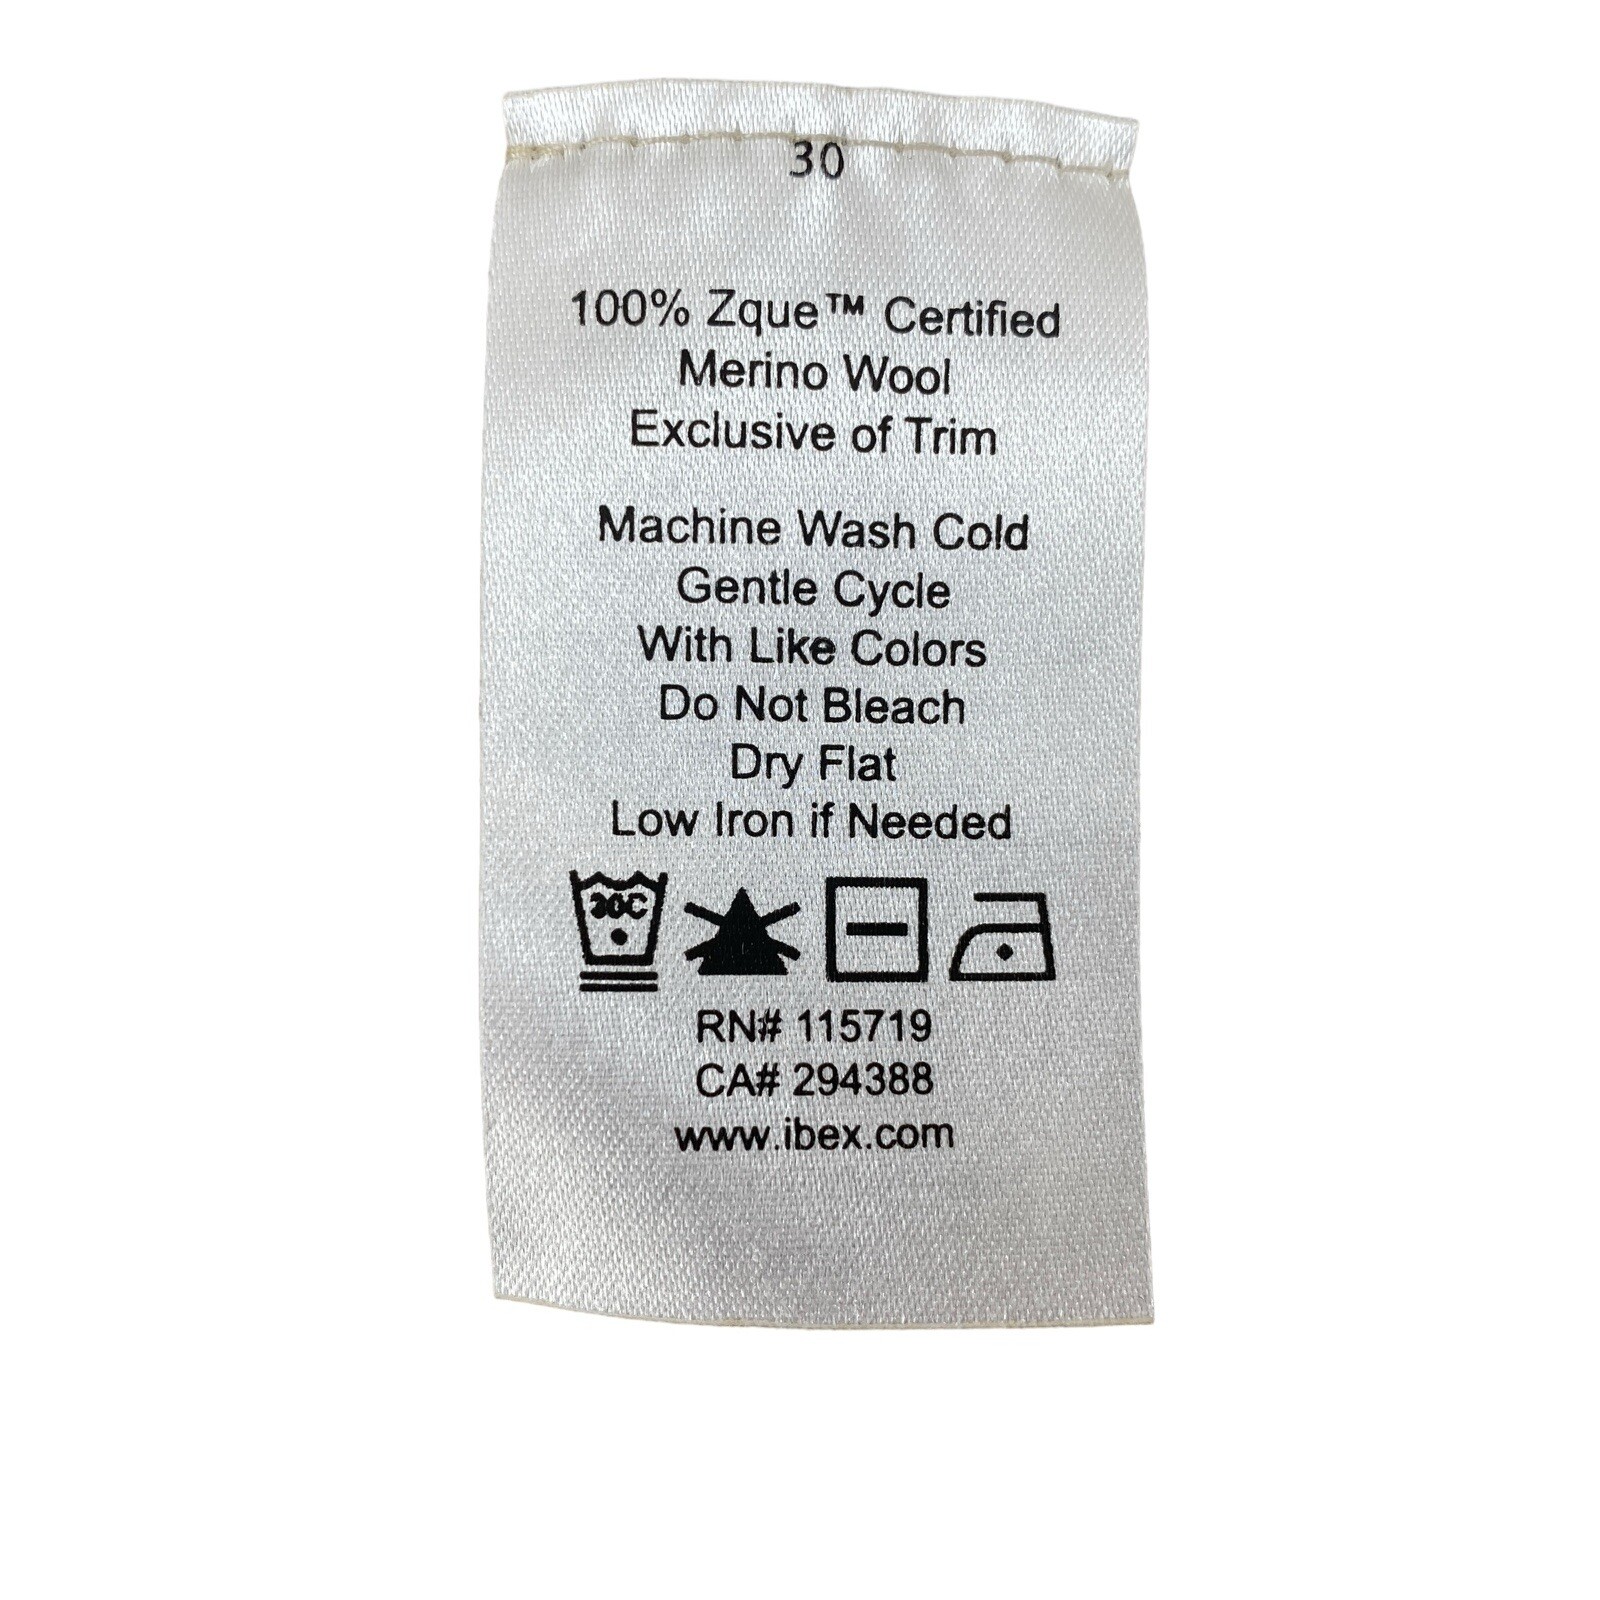 30
100% Zque™ Certified
Merino Wool
Exclusive of Trim
Machine Wash Cold
Gentle Cycle
With Like Colors
Do Not Bleach
Dry Flat
Low Iron if Needed
30C
RN# 115719
CA# 294388
www.ibex.com